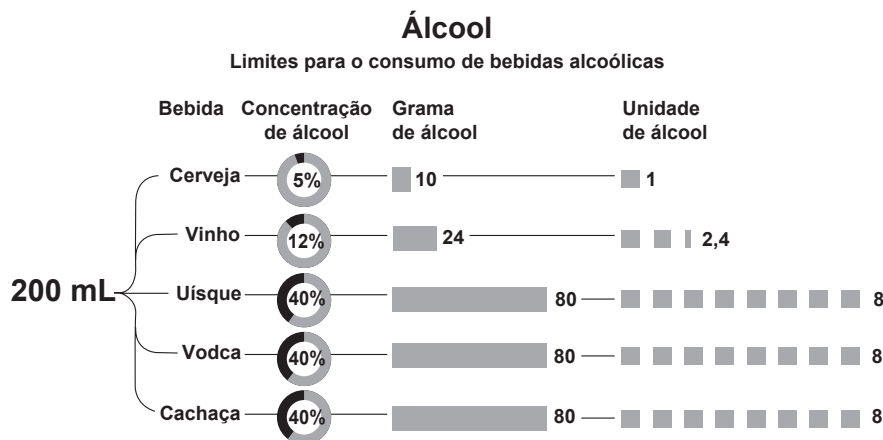 Álcool
Limites para o consumo de bebidas alcoólicas
Bebida Concentração de álcool Grama de álcool Unidade de álcool
200 mL
Cerveja 5% 10 1
Vinho 12% 24 2,4
Uísque 40% 80 8
Vodca 40% 80 8
Cachaça 40% 80 8